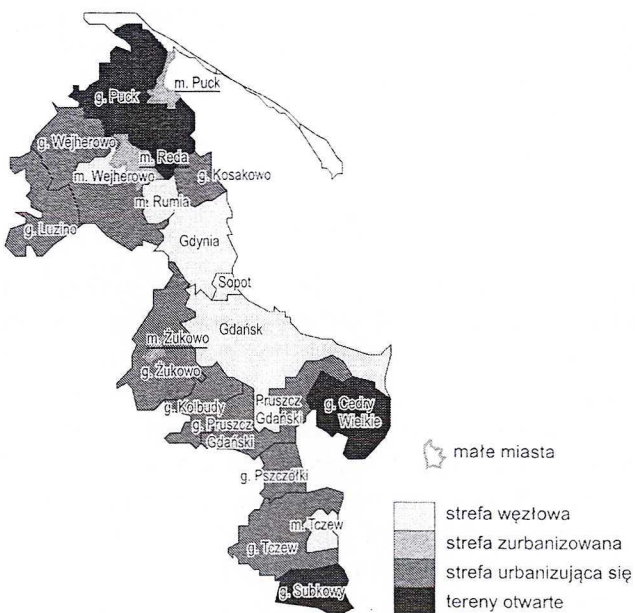 m. Puck
g. Puck
g. Wejherowo
m. Reda
m. Wejherowo
g. Kosakowo
m. Rumia
g. Luzino
Gdynia
Sopot
Gdańsk
m. Żukowo
g. Żukowo
g. Kolbudy
Pruszcz
Gdański
g. Pruszcz
Gdański
g. Cedry
Wielkie
g. Pszczółki
m. Tczew
g. Tczew
g. Subkowy
małe miasta
strefa węzłowa
strefa zurbanizowana
strefa urbanizująca się
tereny otwarte